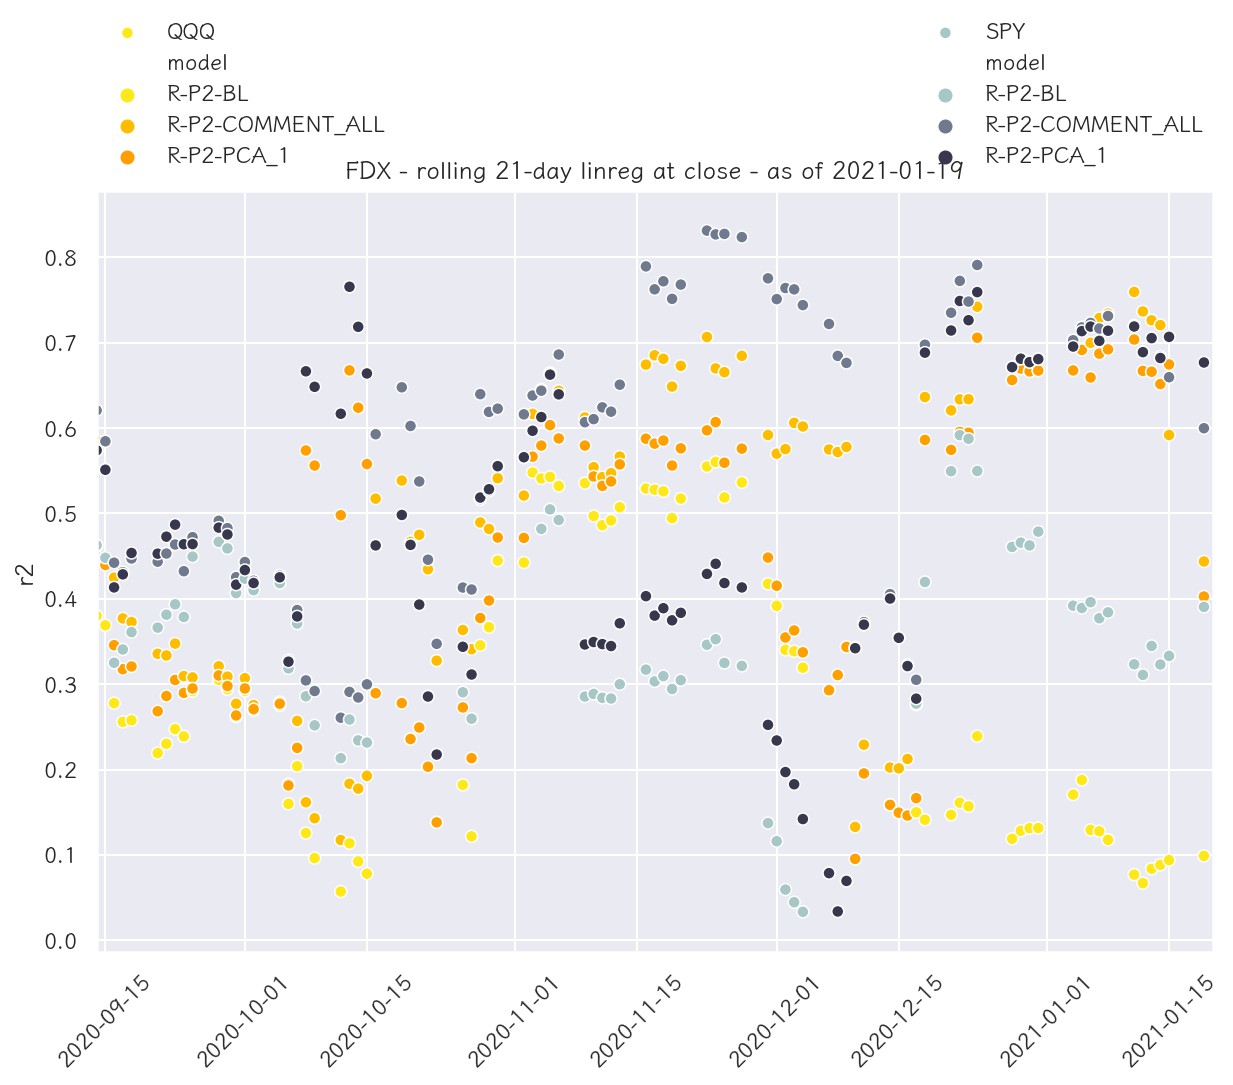 QQQ
model
R-P2-BL
R-P2-COMMENT_ALL
R-P2-PCA_1
SPY
model
R-P2-BL
R-P2-COMMENT_ALL
R-P2-PCA_1
FDX - rolling 21-day linreg at close - as of 2021-01-19
r2
0.8
0.7
0.6
0.5
0.4
0.3
0.2
0.1
0.0
2020-09-15
2020-10-01
2020-10-15
2020-11-01
2020-11-15
2020-12-01
2020-12-15
2021-01-01
2021-01-15